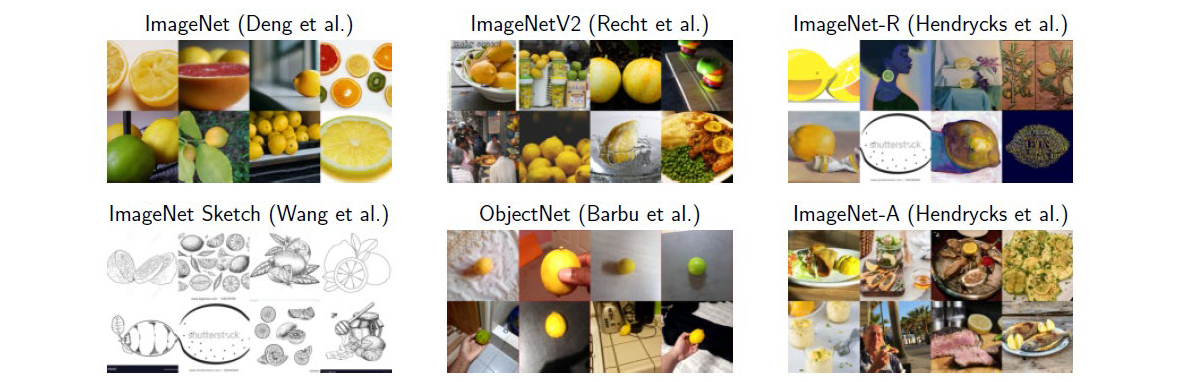 ImageNet (Deng et al.)
ImageNetV2 (Recht et al.)
ImageNet-R (Hendrycks et al.)
shutterstock
ImageNet Sketch (Wang et al.)
ObjectNet (Barbu et al.)
ImageNet-A (Hendrycks et al.)
shutterstock